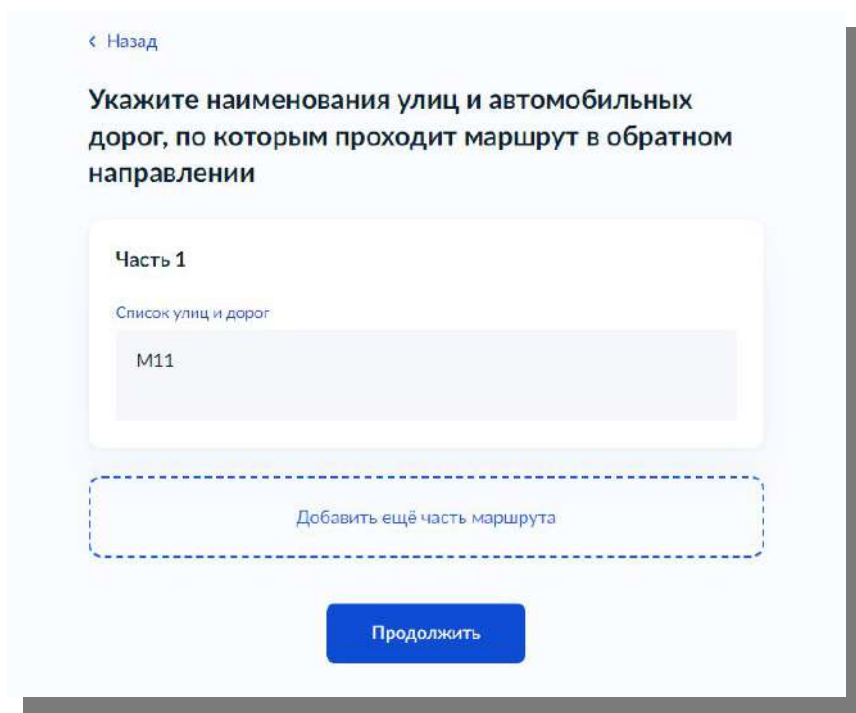 Назад
Укажите наименования улиц и автомобильных
дорог, по которым проходит маршрут в обратном
направлении
Часть 1
Список улиц и дорог
М11
Добавить ещё часть маршрута
Продолжить